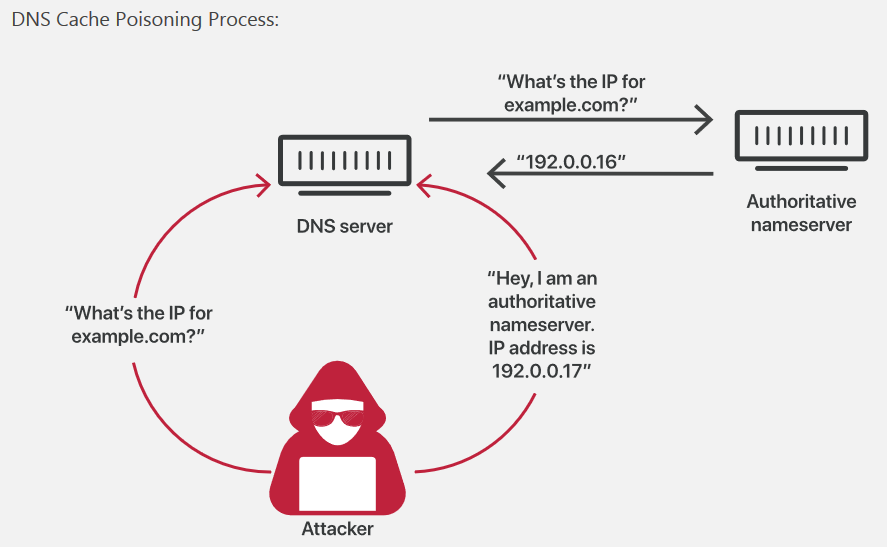 DNS Cache Poisoning Process:
“What’s the IP for
example.com?”
“192.0.0.16”
DNS server
Authoritative
nameserver
“What’s the IP for
example.com?”
“Hey, I am an
authoritative
nameserver.
IP address is
192.0.0.17”
Attacker